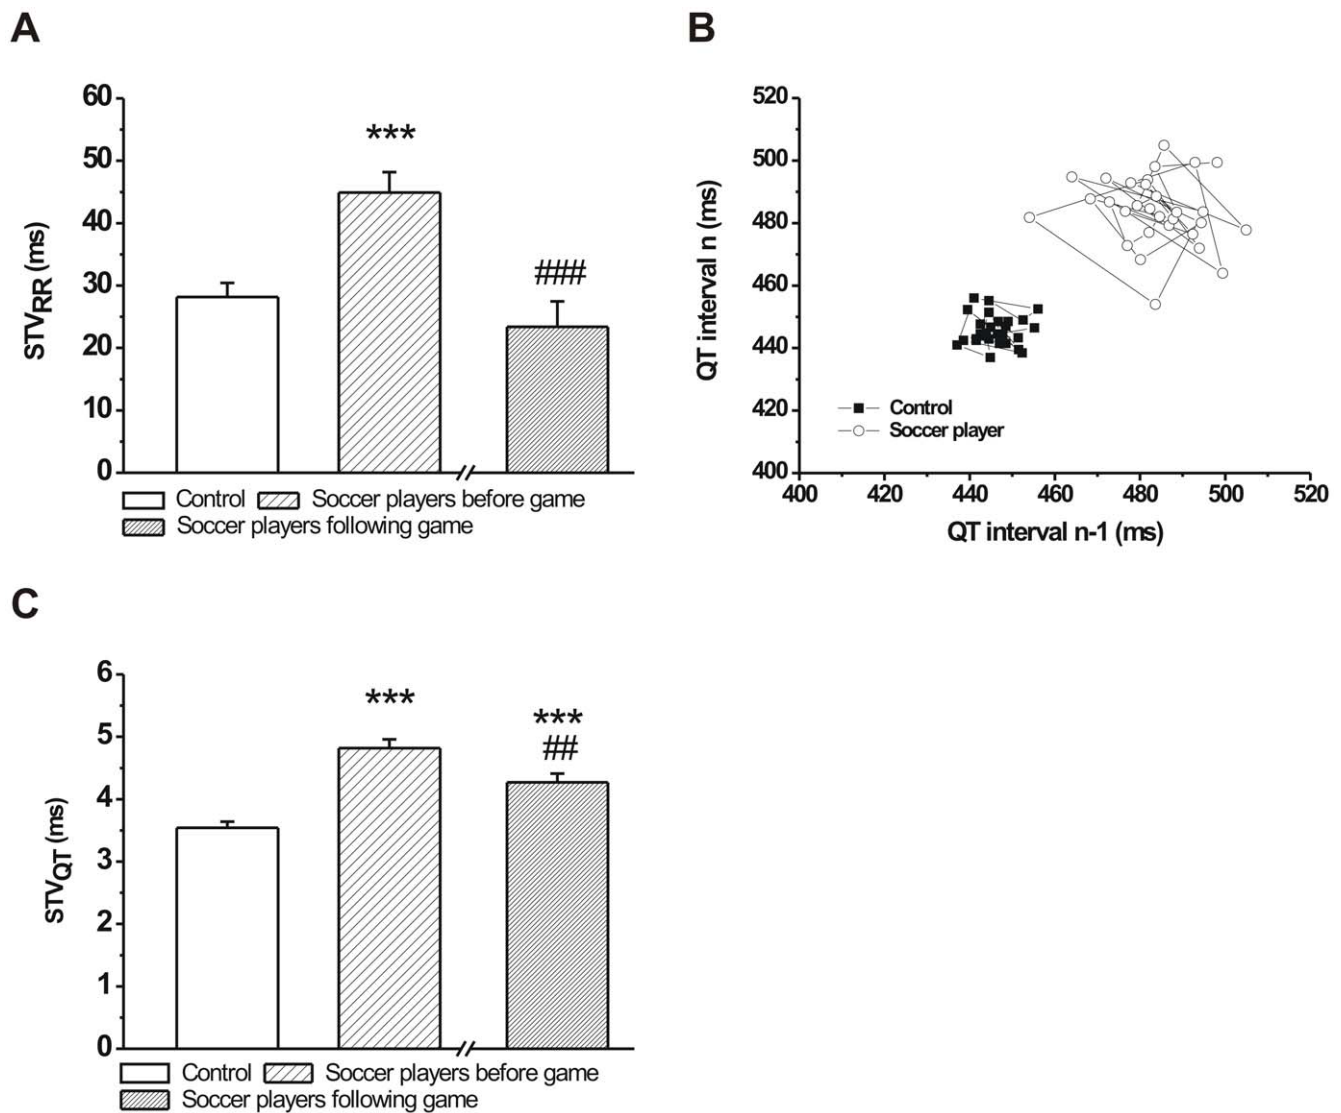 A
60
50
40
30
20
10
0
STVRR (ms)
***
###
Control Soccer players before game
Soccer players following game
B
520
500
480
460
440
420
400
QT interval n (ms)
Control
Soccer player
400 420 440 460 480 500 520
QT interval n-1 (ms)
C
6
5
4
3
2
1
0
STVQT (ms)
***
***
##
Control Soccer players before game
Soccer players following game